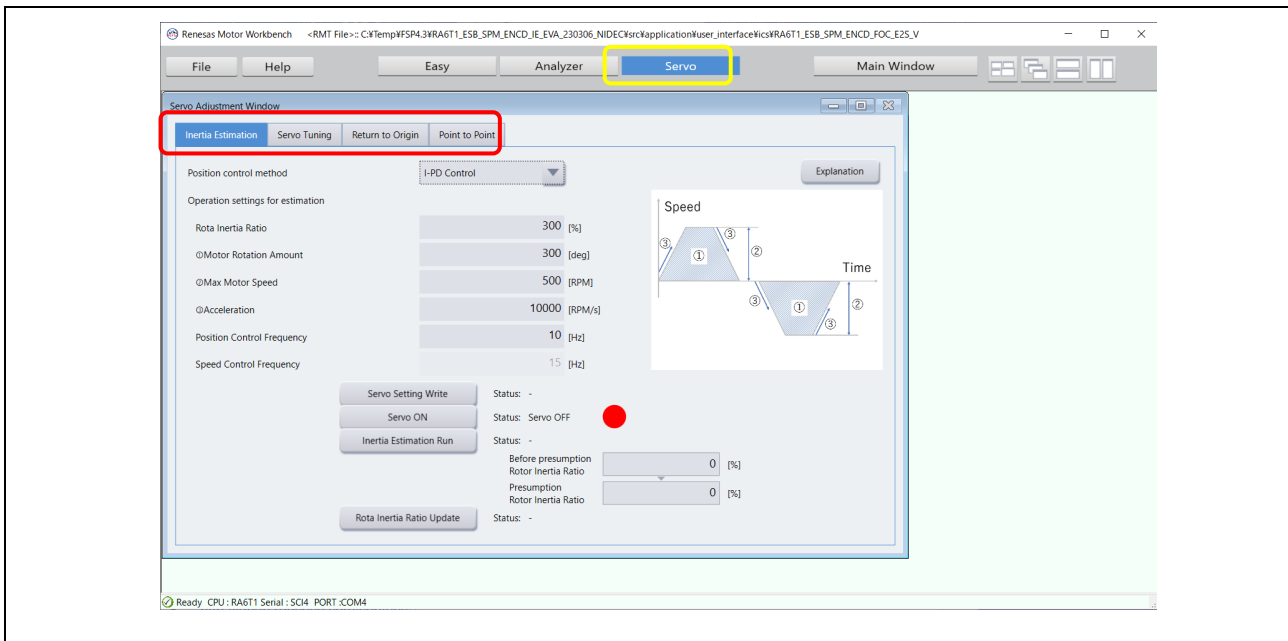 Renesas Motor Workbench <RMT File>:: C:¥Temp¥FSP4.3¥RA6T1_ESB_SPM_ENCD_IE_EVA_230306_NIDEC¥src¥application¥user_interface¥ics¥RA6T1_ESB_SPM_ENCD_FOC_E2S_V
File Help Easy Analyzer Servo Main Window
Servo Adjustment Window
Inertia Estimation Servo Tuning Return to Origin Point to Point
Position control method I-PD Control Explanation
Operation settings for estimation
Rota Inertia Ratio 300 [%]
①Motor Rotation Amount 300 [deg]
②Max Motor Speed 500 [RPM]
③Acceleration 10000 [RPM/s]
Position Control Frequency 10 [Hz]
Speed Control Frequency 15 [Hz]
Speed
③ ① ③ ②
Time
③ ① ③ ②
Servo Setting Write Status: -
Servo ON Status: Servo OFF
Inertia Estimation Run Status: -
Before presumption
Rotor Inertia Ratio 0 [%]
Presumption
Rotor Inertia Ratio 0 [%]
Rota Inertia Ratio Update Status: -
Ready CPU : RA6T1 Serial : SCI4 PORT :COM4